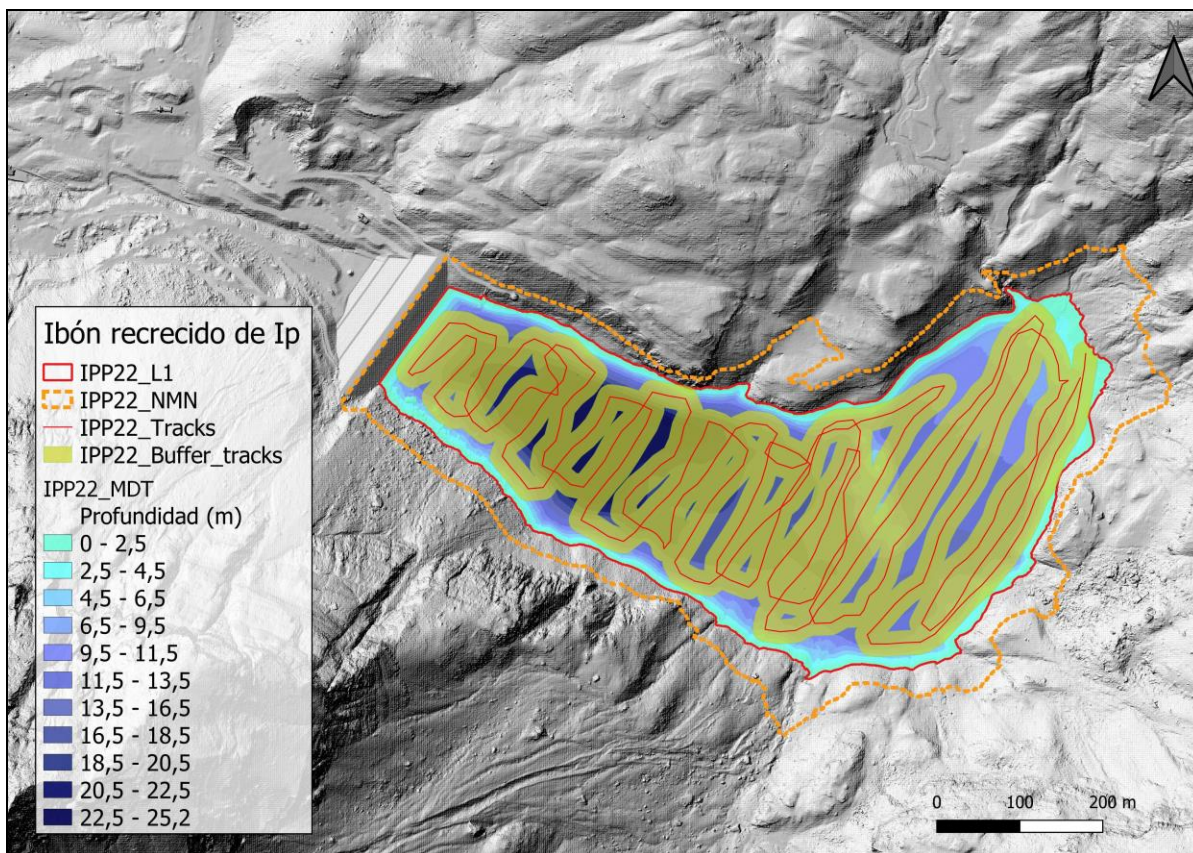 N
Ibón recrecido de Ip
IPP22_L1
IPP22_NMN
IPP22_Tracks
IPP22_Buffer_tracks
IPP22_MDT
Profundidad (m)
0 - 2,5
2,5 - 4,5
4,5 - 6,5
6,5 - 9,5
9,5 - 11,5
11,5 - 13,5
13,5 - 16,5
16,5 - 18,5
18,5 - 20,5
20,5 - 22,5
22,5 - 25,2
0 100 200 m